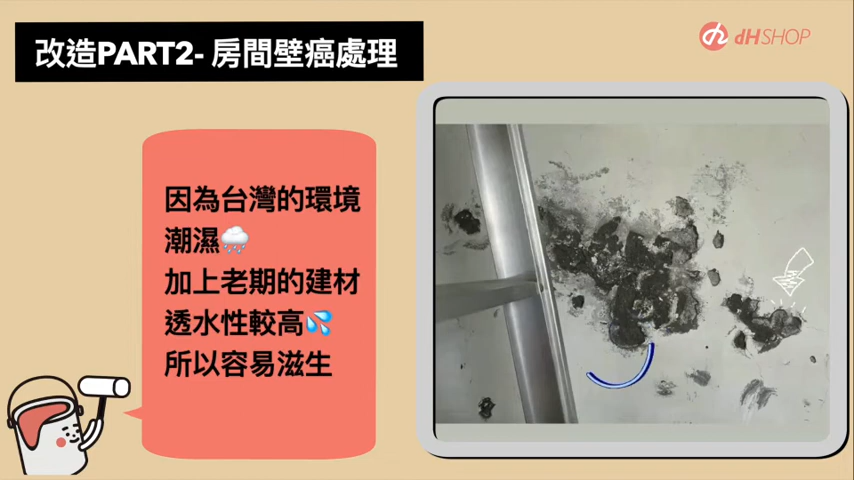 改造PART2- 房間壁癌處理
dHSHOP
因為台灣的環境
潮濕🌧️
加上老期的建材
透水性較高💦
所以容易滋生